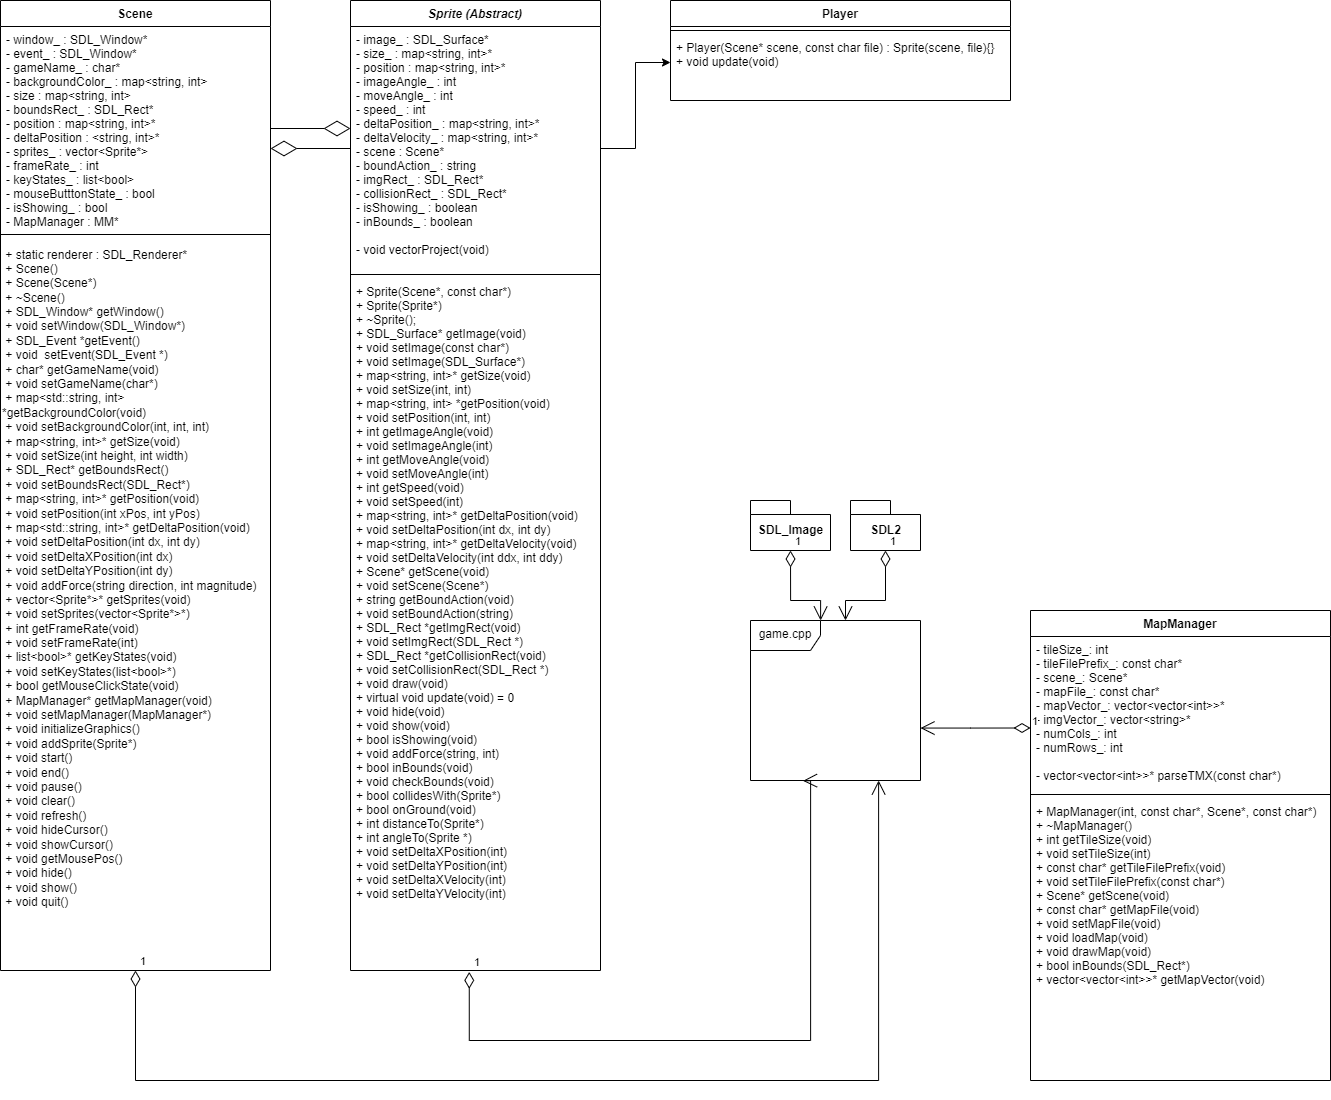 Scene
- window_ : SDL_Window*
- event_ : SDL_Window*
- gameName_ : char*
- backgroundColor_ : map<string, int>
- size : map<string, int>
- boundsRect_ : SDL_Rect*
- position : map<string, int>*
- deltaPosition : <string, int>*
- sprites_ : vector<Sprite*>
- frameRate_ : int
- keyStates_ : list<bool>
- mouseButttonState_ : bool
- isShowing_ : bool
- MapManager : MM*
+ static renderer : SDL_Renderer*
+ Scene()
+ Scene(Scene*)
+ ~Scene()
+ SDL_Window* getWindow()
+ void setWindow(SDL_Window*)
+ SDL_Event *getEvent()
+ void  setEvent(SDL_Event *)
+ char* getGameName(void)
+ void setGameName(char*)
+ map<std::string, int>
*getBackgroundColor(void)
+ void setBackgroundColor(int, int, int)
+ map<string, int>* getSize(void)
+ void setSize(int height, int width)
+ SDL_Rect* getBoundsRect()
+ void setBoundsRect(SDL_Rect*)
+ map<string, int>* getPosition(void)
+ void setPosition(int xPos, int yPos)
+ map<std::string, int>* getDeltaPosition(void)
+ void setDeltaPosition(int dx, int dy)
+ void setDeltaXPosition(int dx)
+ void setDeltaYPosition(int dy)
+ void addForce(string direction, int magnitude)
+ vector<Sprite*>* getSprites(void)
+ void setSprites(vector<Sprite*>*)
+ int getFrameRate(void)
+ void setFrameRate(int)
+ list<bool>* getKeyStates(void)
+ void setKeyStates(list<bool>*)
+ bool getMouseClickState(void)
+ MapManager* getMapManager(void)
+ void setMapManager(MapManager*)
+ void initializeGraphics()
+ void addSprite(Sprite*)
+ void start()
+ void end()
+ void pause()
+ void clear()
+ void refresh()
+ void hideCursor()
+ void showCursor()
+ void getMousePos()
+ void hide()
+ void show()
+ void quit()
1
Sprite (Abstract)
- image_ : SDL_Surface*
- size_ : map<string, int>*
- position : map<string, int>*
- imageAngle_ : int
- moveAngle_ : int
- speed_ : int
- deltaPosition_ : map<string, int>*
- deltaVelocity_ : map<string, int>*
- scene : Scene*
- boundAction_ : string
- imgRect_ : SDL_Rect*
- collisionRect_ : SDL_Rect*
- isShowing_ : boolean
- inBounds_ : boolean
- void vectorProject(void)
+ Sprite(Scene*, const char*)
+ Sprite(Sprite*)
+ ~Sprite();
+ SDL_Surface* getImage(void)
+ void setImage(const char*)
+ void setImage(SDL_Surface*)
+ map<string, int>* getSize(void)
+ void setSize(int, int)
+ map<string, int> *getPosition(void)
+ void setPosition(int, int)
+ int getImageAngle(void)
+ void setImageAngle(int)
+ int getMoveAngle(void)
+ void setMoveAngle(int)
+ int getSpeed(void)
+ void setSpeed(int)
+ map<string, int>* getDeltaPosition(void)
+ void setDeltaPosition(int dx, int dy)
+ map<string, int>* getDeltaVelocity(void)
+ void setDeltaVelocity(int ddx, int ddy)
+ Scene* getScene(void)
+ void setScene(Scene*)
+ string getBoundAction(void)
+ void setBoundAction(string)
+ SDL_Rect *getImgRect(void)
+ void setImgRect(SDL_Rect *)
+ SDL_Rect *getCollisionRect(void)
+ void setCollisionRect(SDL_Rect *)
+ void draw(void)
+ virtual void update(void) = 0
+ void hide(void)
+ void show(void)
+ bool isShowing(void)
+ void addForce(string, int)
+ bool inBounds(void)
+ void checkBounds(void)
+ bool collidesWith(Sprite*)
+ bool onGround(void)
+ int distanceTo(Sprite*)
+ int angleTo(Sprite *)
+ void setDeltaXPosition(int)
+ void setDeltaYPosition(int)
+ void setDeltaXVelocity(int)
+ void setDeltaYVelocity(int)
1
Player
+ Player(Scene* scene, const char file) : Sprite(scene, file){}
+ void update(void)
SDL_Image
1
SDL2
1
game.cpp
MapManager
- tileSize_: int
- tileFilePrefix_: const char*
- scene_: Scene*
- mapFile_: const char*
- mapVector_: vector<vector<int>>*
- imgVector_: vector<string>*
- numCols_: int
- numRows_: int
- vector<vector<int>>* parseTMX(const char*)
1
+ MapManager(int, const char*, Scene*, const char*)
+ ~MapManager()
+ int getTileSize(void)
+ void setTileSize(int)
+ const char* getTileFilePrefix(void)
+ void setTileFilePrefix(const char*)
+ Scene* getScene(void)
+ const char* getMapFile(void)
+ void setMapFile(void)
+ void loadMap(void)
+ void drawMap(void)
+ bool inBounds(SDL_Rect*)
+ vector<vector<int>>* getMapVector(void)